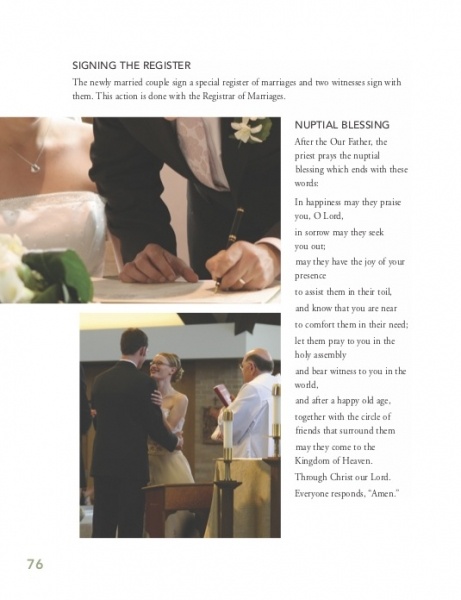 SIGNING THE REGISTER
The newly married couple sign a special register of marriages and two witnesses sign with
them. This action is done with the Registrar of Marriages.
NUPTIAL BLESSING
After the Our Father, the
priest prays the nuptial
blessing which ends with these
words:
In happiness may they praise
you, O Lord,
in sorrow may they seek
you out;
may they have the joy of your
presence
to assist them in their toil,
and know that you are near
to comfort them in their need;
let them pray to you in the
holy assembly
and bear witness to you in the
world,
and after a happy old age,
together with the circle of
friends that surround them
may they come to the
Kingdom of Heaven.
Through Christ our Lord.
Everyone responds, “Amen.”
76